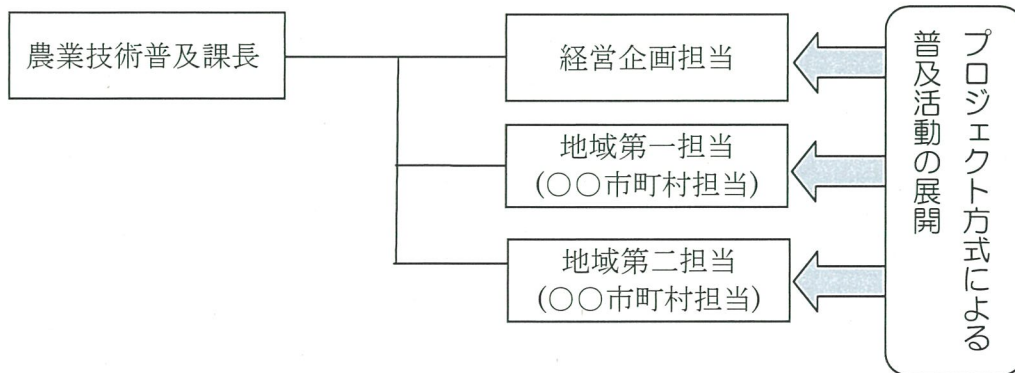 農業技術普及課長
経営企画担当
地域第一担当
(○○市町村担当)
地域第二担当
(○○市町村担当)
プロジェクト方式による
普及活動の展開